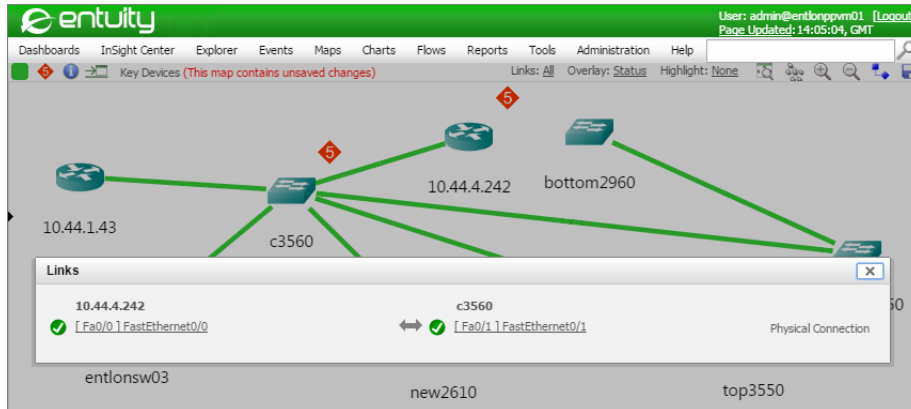 entuity
User: admin@entlonppvm01 [Logout
Page Updated: 14:05:04, GMT
Dashboards InSight Center Explorer Events Maps Charts Flows Reports Tools Administration Help
5 i Key Devices (This map contains unsaved changes) Links: All Overlay: Status Highlight: None
5
5
10.44.4.242
bottom2960
10.44.1.43
c3560
Links
X
50
10.44.4.242
c3560
[ Fa0/0 ] FastEthernet0/0
[ Fa0/1 ] FastEthernet0/1
Physical Connection
entlonsw03
new2610
top3550